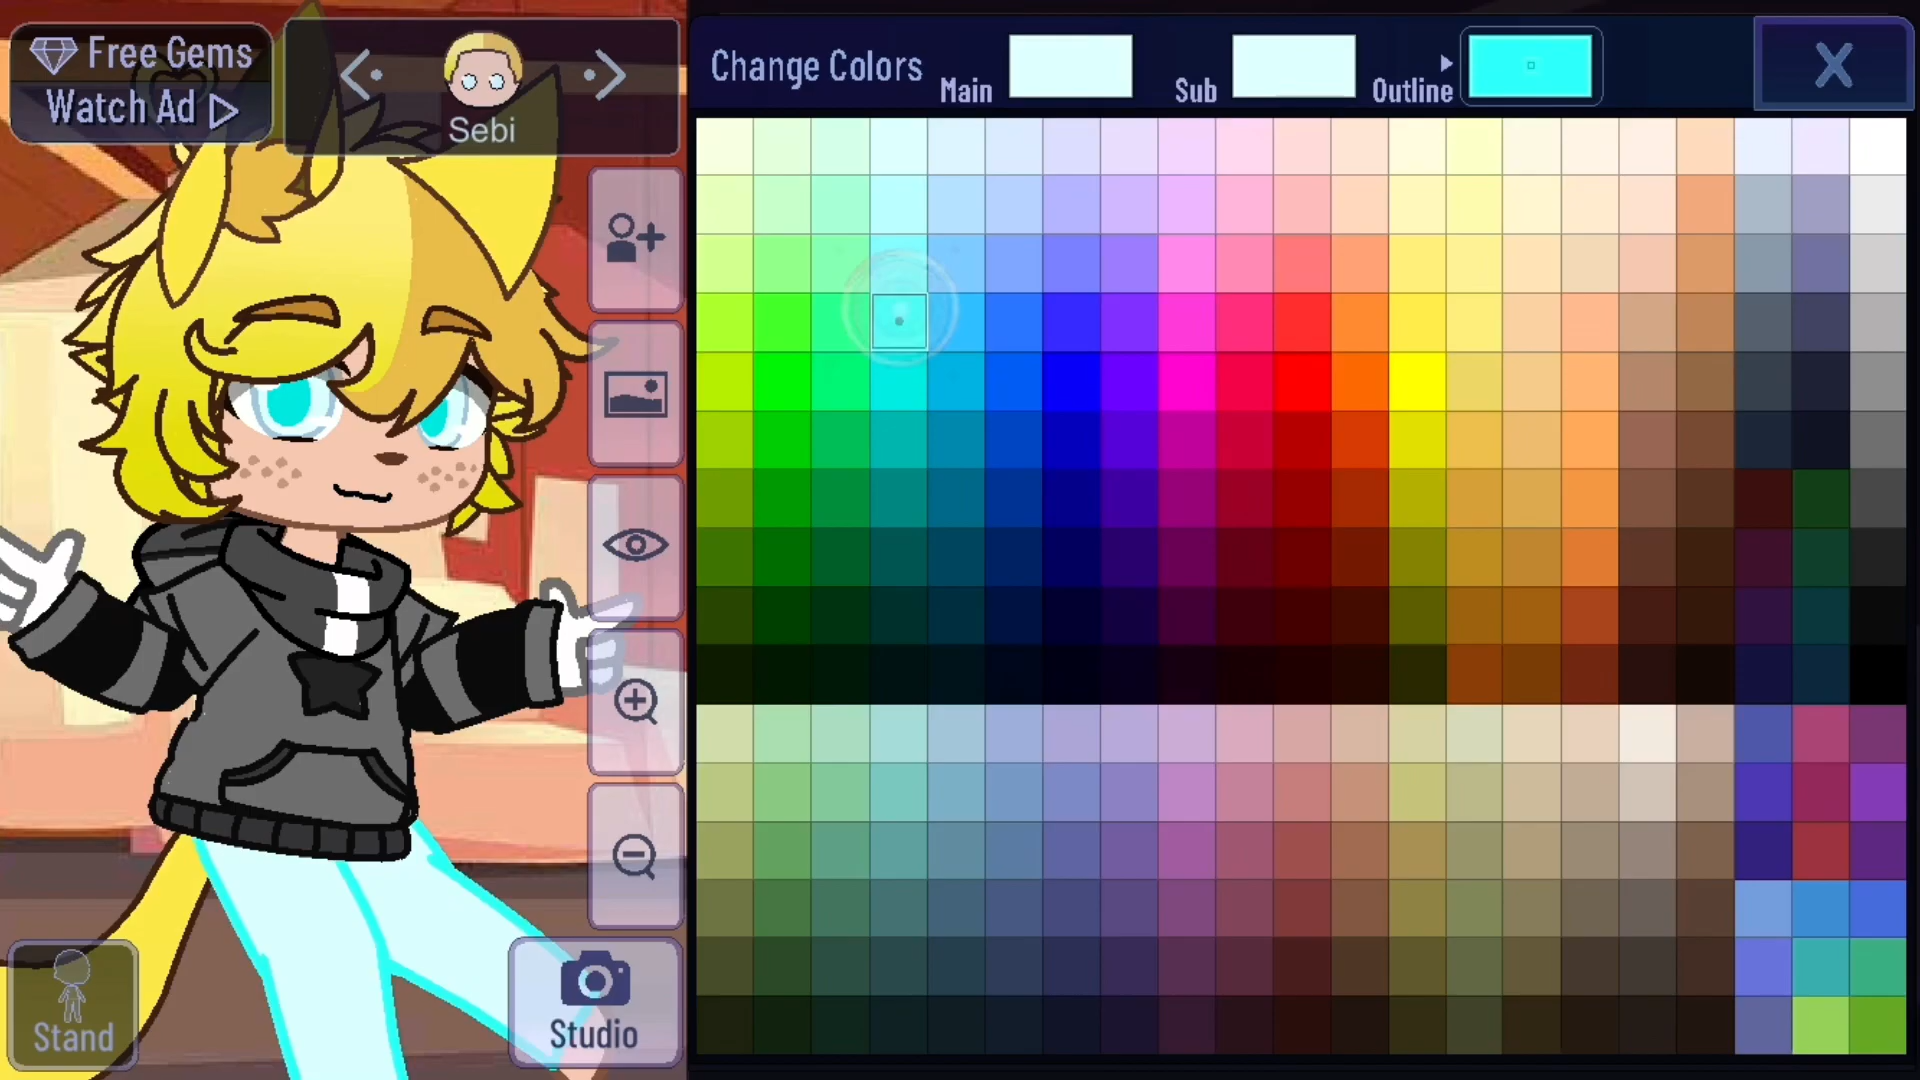 Free Gems
Watch Ad
Sebi
Change Colors
Main
Sub
Outline
X
Stand
Studio